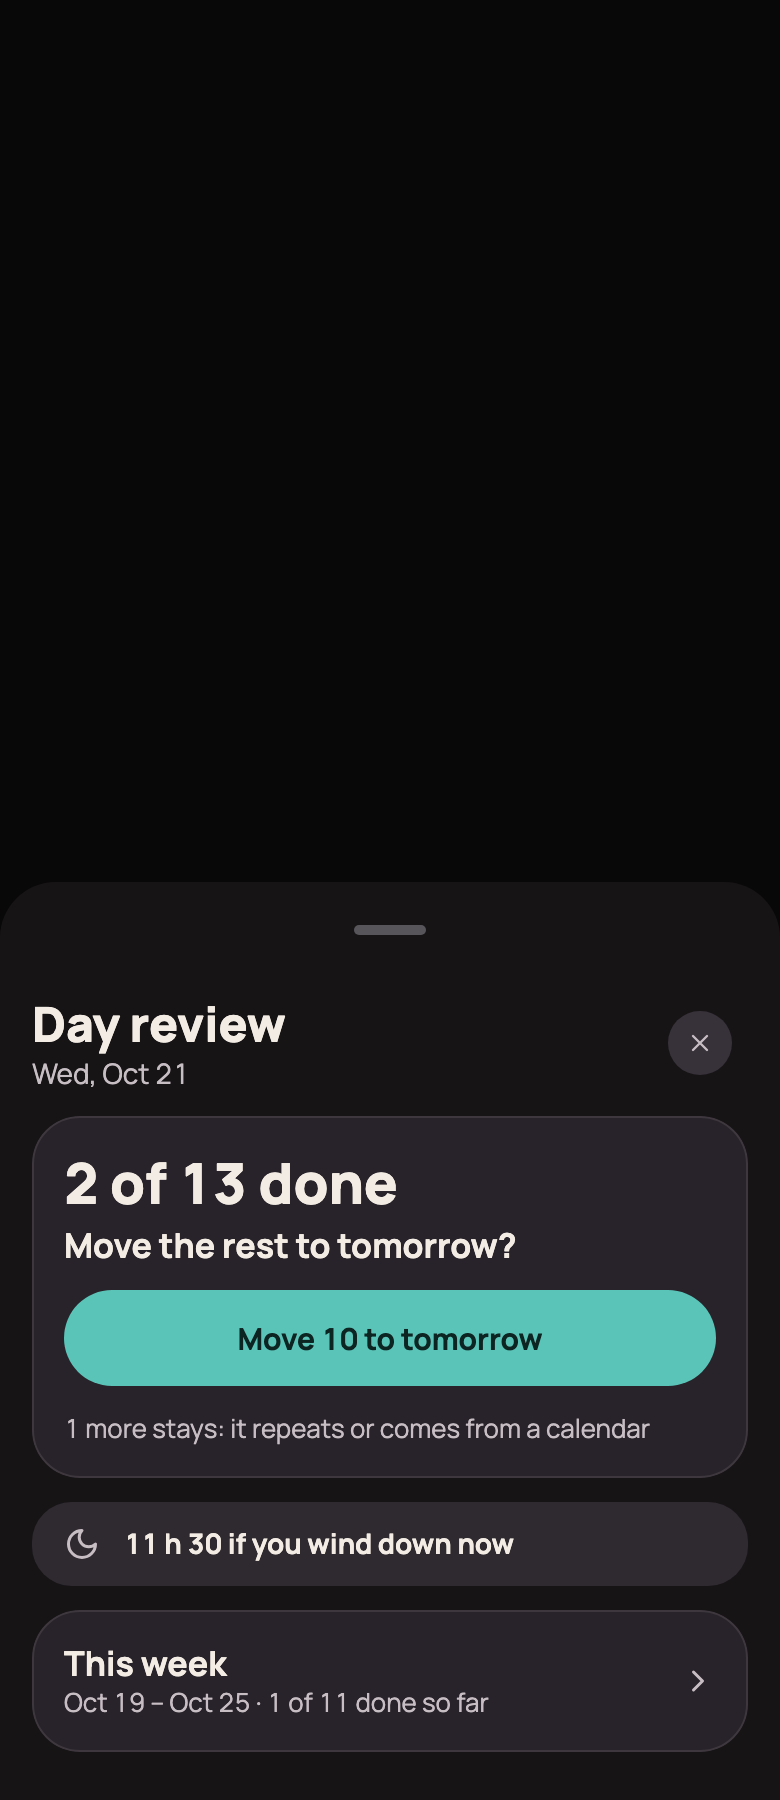 Day review
Wed, Oct 21
2 of 13 done
Move the rest to tomorrow?
Move 10 to tomorrow
1 more stays: it repeats or comes from a calendar
11 h 30 if you wind down now
This week
Oct 19 – Oct 25 · 1 of 11 done so far